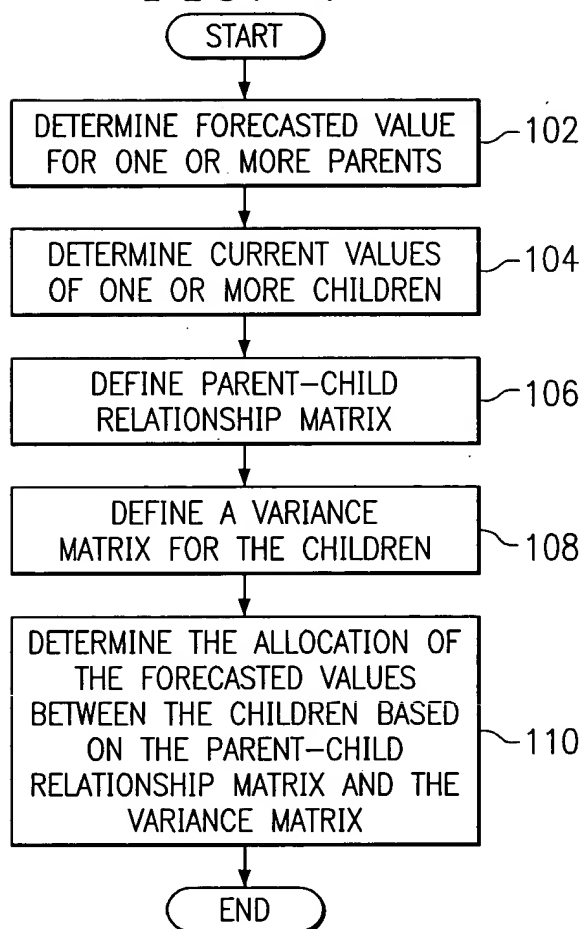 START
DETERMINE FORECASTED VALUE
FOR ONE OR MORE PARENTS
102
DETERMINE CURRENT VALUES
OF ONE OR MORE CHILDREN
104
DEFINE PARENT–CHILD
RELATIONSHIP MATRIX
106
DEFINE A VARIANCE
MATRIX FOR THE CHILDREN
108
DETERMINE THE ALLOCATION OF
THE FORECASTED VALUES
BETWEEN THE CHILDREN BASED
ON THE PARENT–CHILD
RELATIONSHIP MATRIX AND THE
VARIANCE MATRIX
110
END